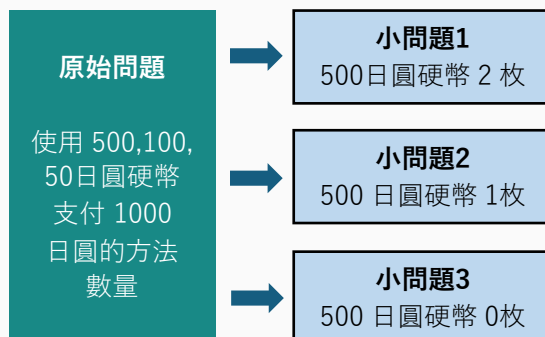 原始問題
使用 500,100,
50日圓硬幣
支付 1000
日圓的方法
數量
小問題1
500日圓硬幣 2 枚
小問題2
500 日圓硬幣 1枚
小問題3
500 日圓硬幣 0枚